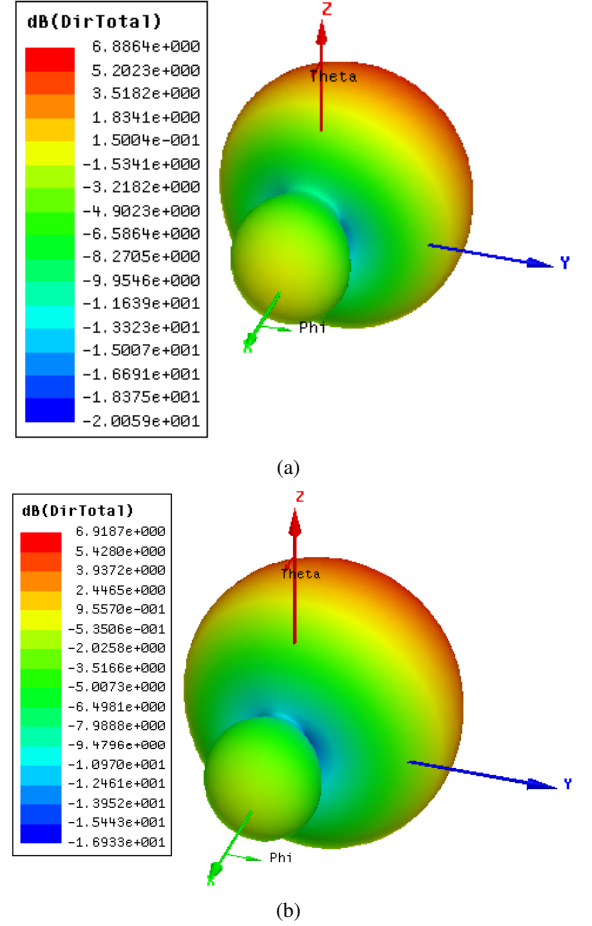 dB(DirTotal)
6.8864e+000
5.2023e+000
3.5182e+000
1.8341e+000
1.5004e-001
-1.5341e+000
-3.2182e+000
-4.9023e+000
-6.5864e+000
-8.2705e+000
-9.9546e+000
-1.1639e+001
-1.3323e+001
-1.5007e+001
-1.6691e+001
-1.8375e+001
-2.0059e+001
Z
Theta
Y
Phi
X
(a)
dB(DirTotal)
6.9187e+000
5.4280e+000
3.9372e+000
2.4465e+000
9.5570e-001
-5.3506e-001
-2.0258e+000
-3.5166e+000
-5.0073e+000
-6.4981e+000
-7.9888e+000
-9.4796e+000
-1.0970e+001
-1.2461e+001
-1.3952e+001
-1.5443e+001
-1.6933e+001
Z
Theta
Y
Phi
X
(b)